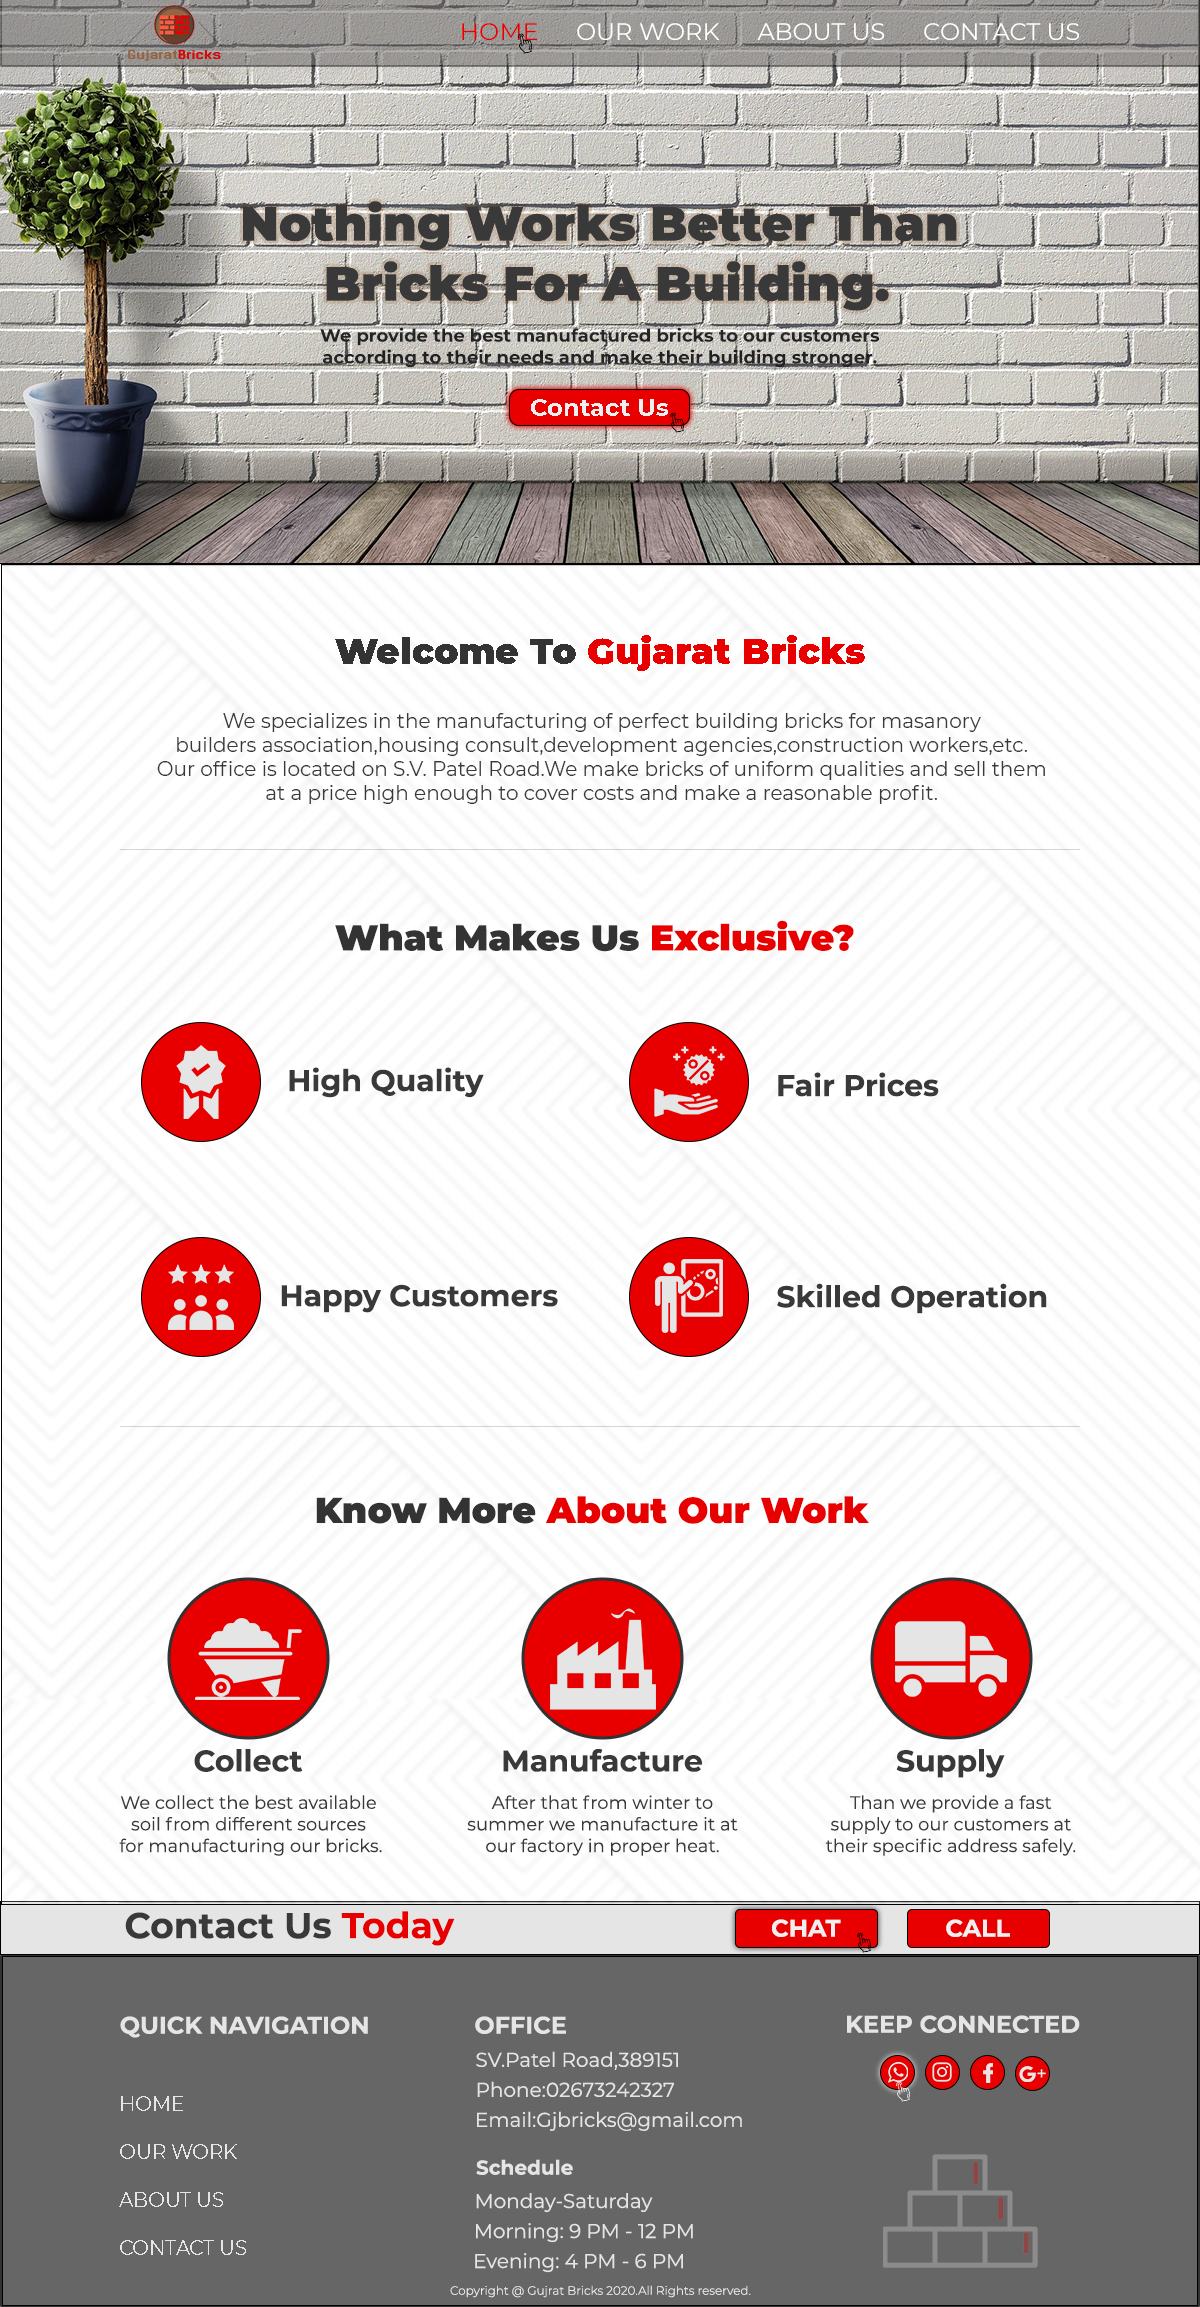 GujaratBricks
HOME OUR WORK ABOUT US CONTACT US
Nothing Works Better Than
Bricks For A Building.
We provide the best manufactured bricks to our customers
according to their needs and make their building stronger.
Contact Us
Welcome To Gujarat Bricks
We specializes in the manufacturing of perfect building bricks for masanory
builders association,housing consult,development agencies,construction workers,etc.
Our office is located on S.V. Patel Road.We make bricks of uniform qualities and sell them
at a price high enough to cover costs and make a reasonable profit.
What Makes Us Exclusive?
High Quality
Fair Prices
Happy Customers
Skilled Operation
Know More About Our Work
Collect
We collect the best available
soil from different sources
for manufacturing our bricks.
Manufacture
After that from winter to
summer we manufacture it at
our factory in proper heat.
Supply
Than we provide a fast
supply to our customers at
their specific address safely.
Contact Us Today
CHAT
CALL
QUICK NAVIGATION
HOME
OUR WORK
ABOUT US
CONTACT US
OFFICE
SV.Patel Road,389151
Phone:02673242327
Email:Gjbricks@gmail.com
Schedule
Monday-Saturday
Morning: 9 PM - 12 PM
Evening: 4 PM - 6 PM
KEEP CONNECTED
G+
Copyright @ Gujrat Bricks 2020.All Rights reserved.